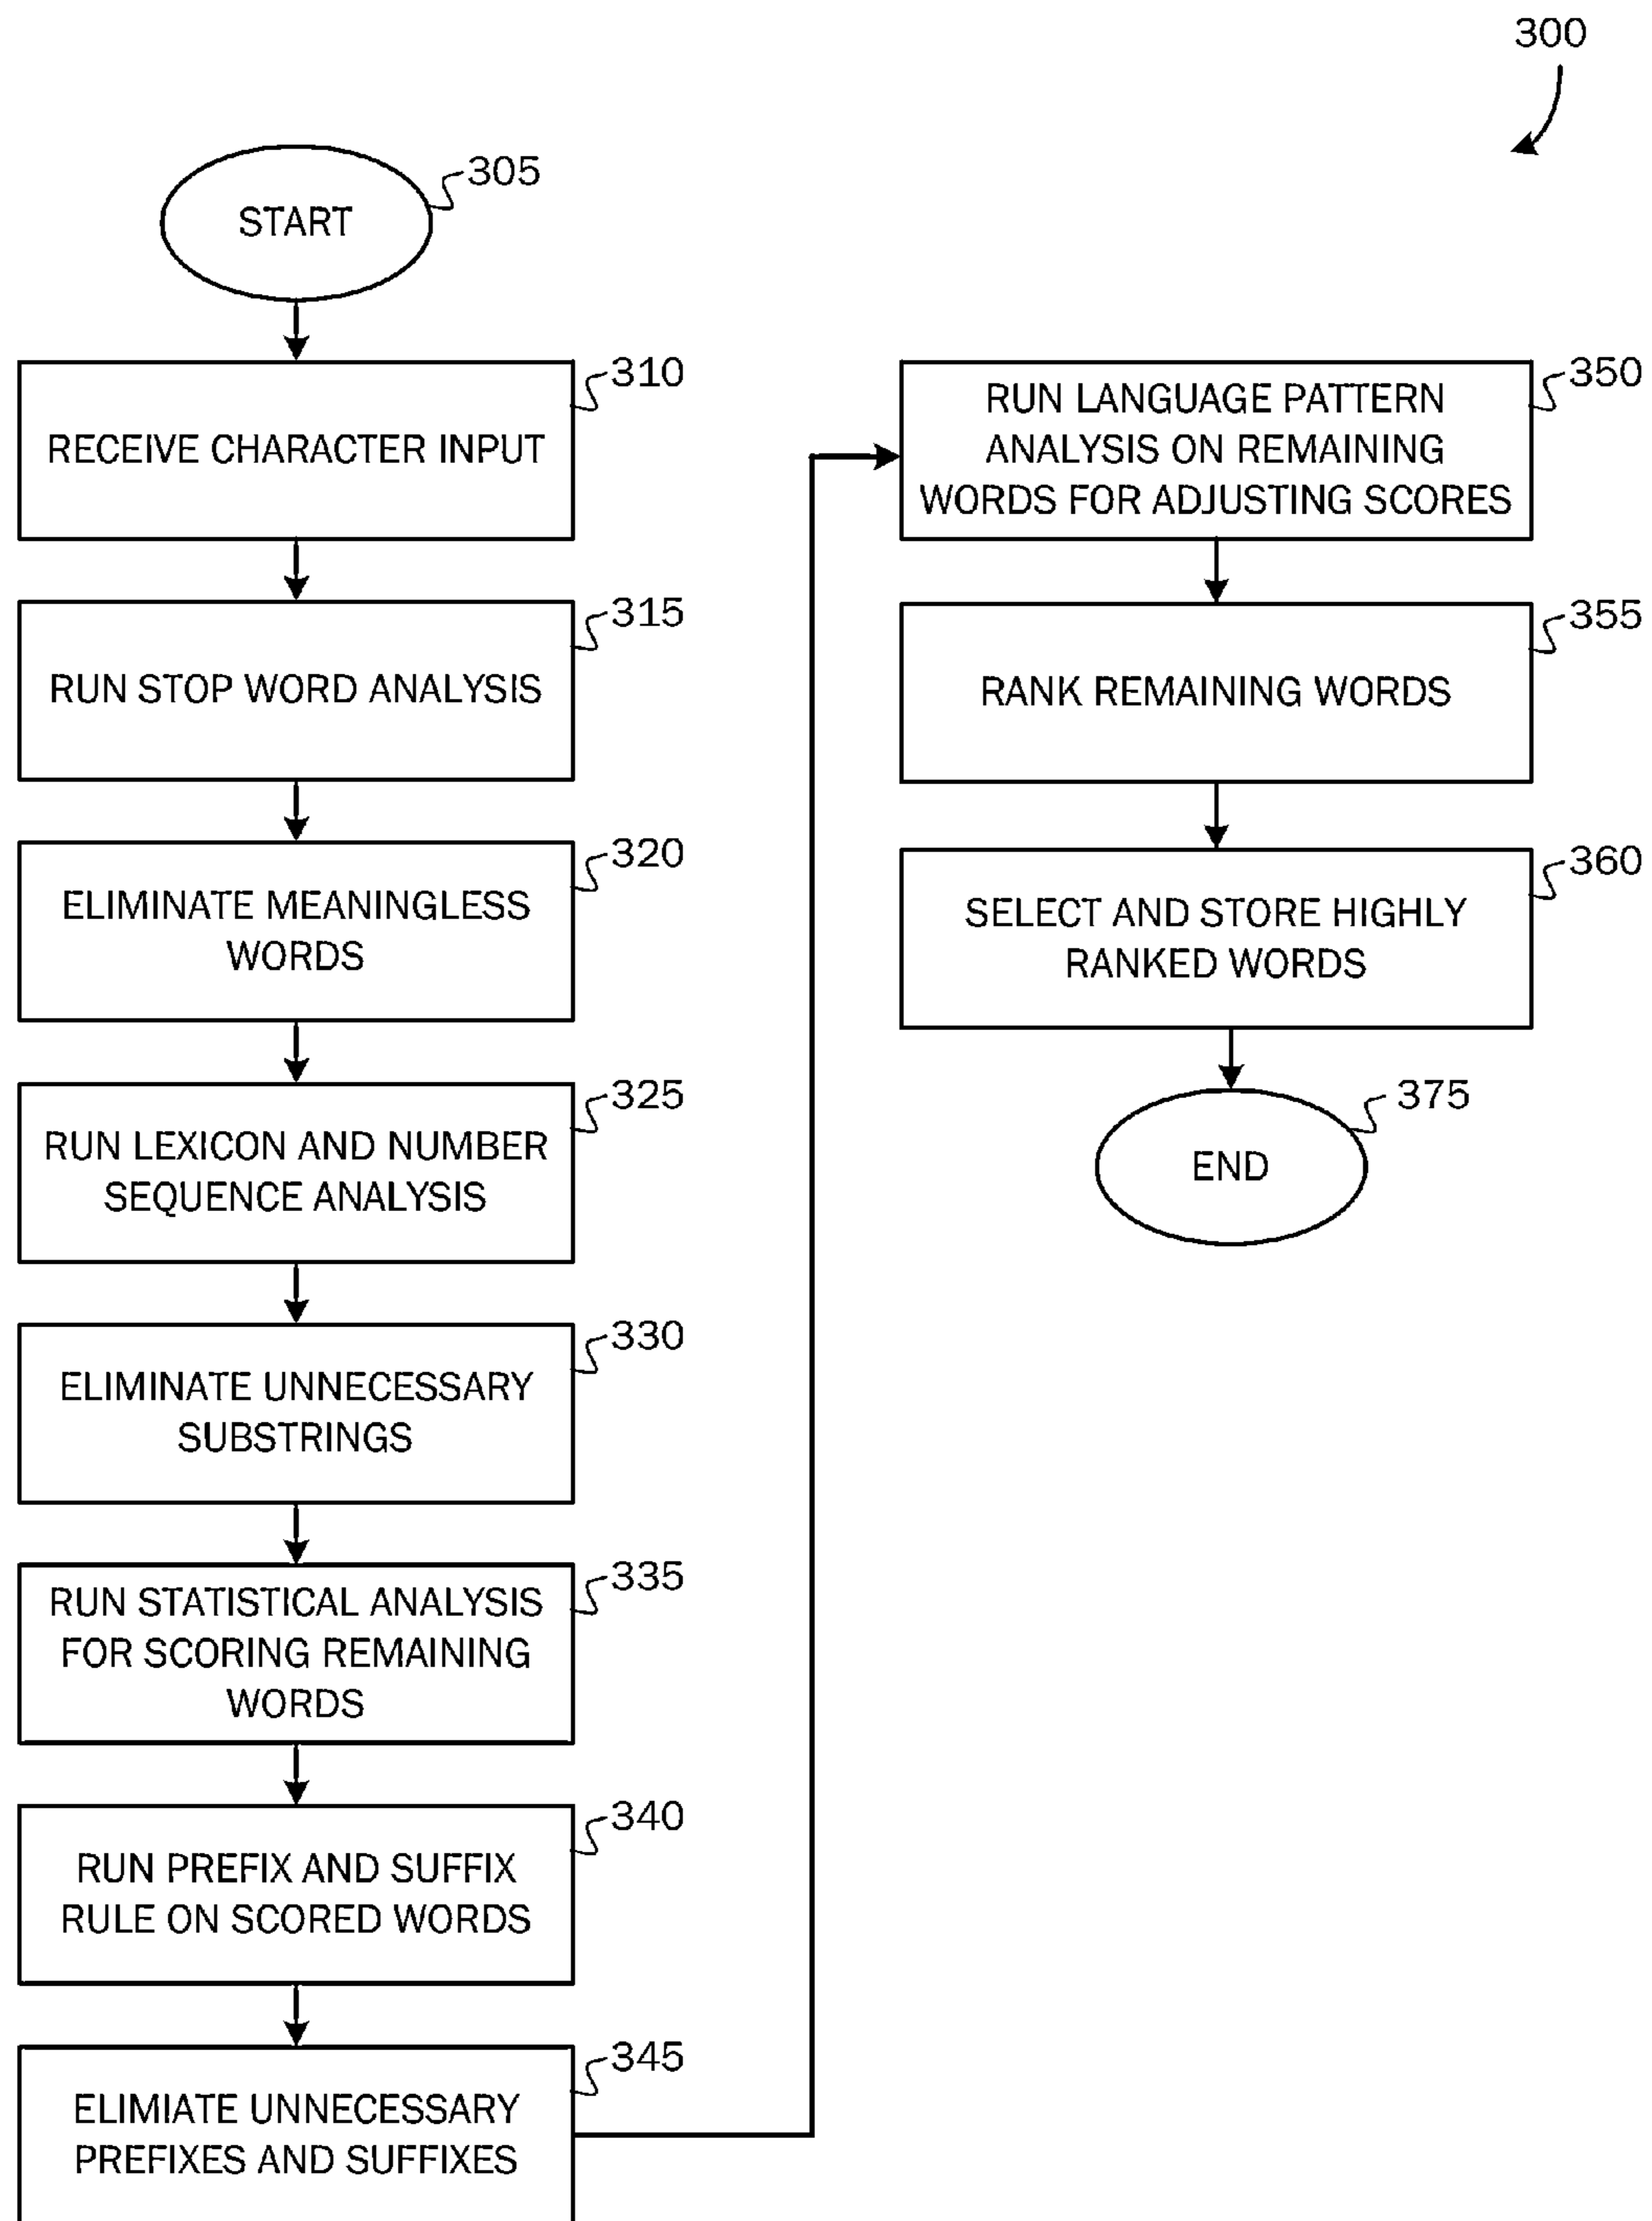 300
START
305
RECEIVE CHARACTER INPUT
310
RUN STOP WORD ANALYSIS
315
ELIMINATE MEANINGLESS
WORDS
320
RUN LEXICON AND NUMBER
SEQUENCE ANALYSIS
325
ELIMINATE UNNECESSARY
SUBSTRINGS
330
RUN STATISTICAL ANALYSIS
FOR SCORING REMAINING
WORDS
335
RUN PREFIX AND SUFFIX
RULE ON SCORED WORDS
340
ELIMIATE UNNECESSARY
PREFIXES AND SUFFIXES
345
RUN LANGUAGE PATTERN
ANALYSIS ON REMAINING
WORDS FOR ADJUSTING SCORES
350
RANK REMAINING WORDS
355
SELECT AND STORE HIGHLY
RANKED WORDS
360
END
375